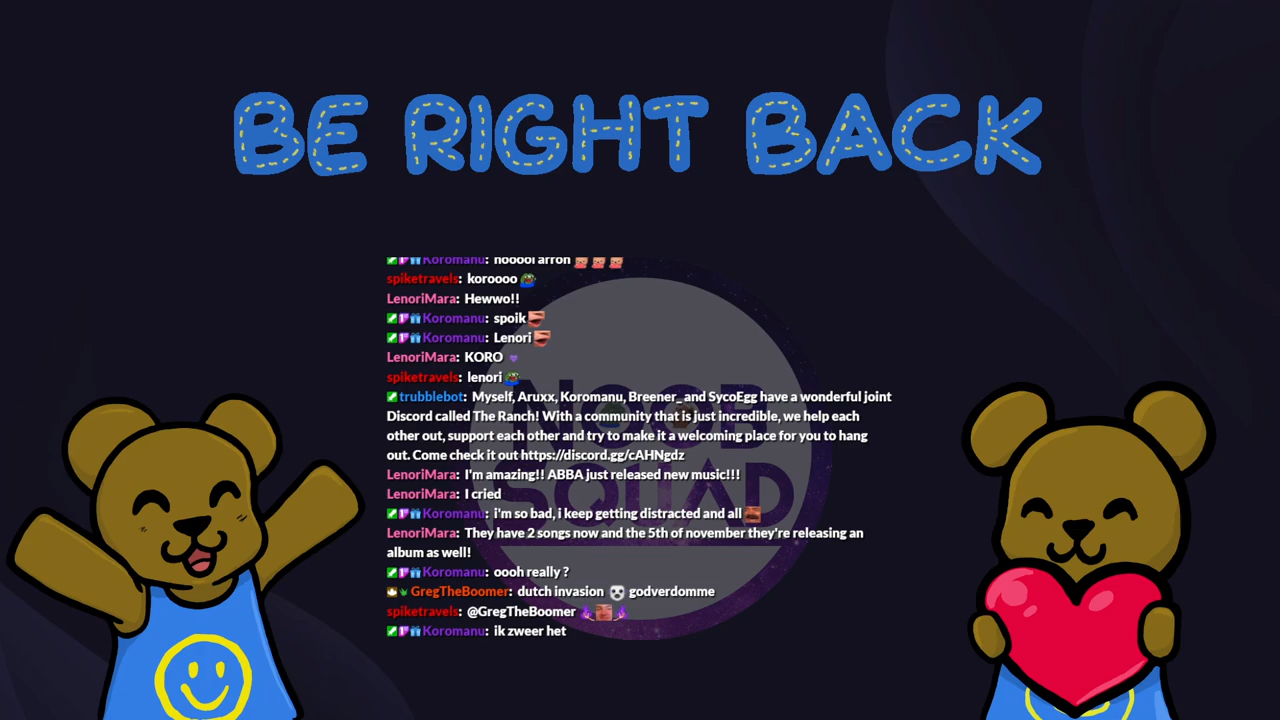 BE RIGHT BACK
Koromanu: nooooi arron
spiketravels: koroooo
LenoriMara: Hewwo!!
Koromanu: spoik
Koromanu: Lenori
LenoriMara: KORO
spiketravels: lenori
trubblebot: Myself, Aruxx, Koromanu, Breener_ and SycoEgg have a wonderful joint
Discord called The Ranch! With a community that is just incredible, we help each
other out, support each other and try to make it a welcoming place for you to hang
out. Come check it out https://discord.gg/cAHNgdz
LenoriMara: I'm amazing!! ABBA just released new music!!!
LenoriMara: I cried
Koromanu: i'm so bad, i keep getting distracted and all
LenoriMara: They have 2 songs now and the 5th of november they're releasing an
album as well!
Koromanu: oooh really ?
GregTheBoomer: dutch invasion godverdomme
spiketravels: @GregTheBoomer
Koromanu: ik zweer het
NOOB
SQUAD